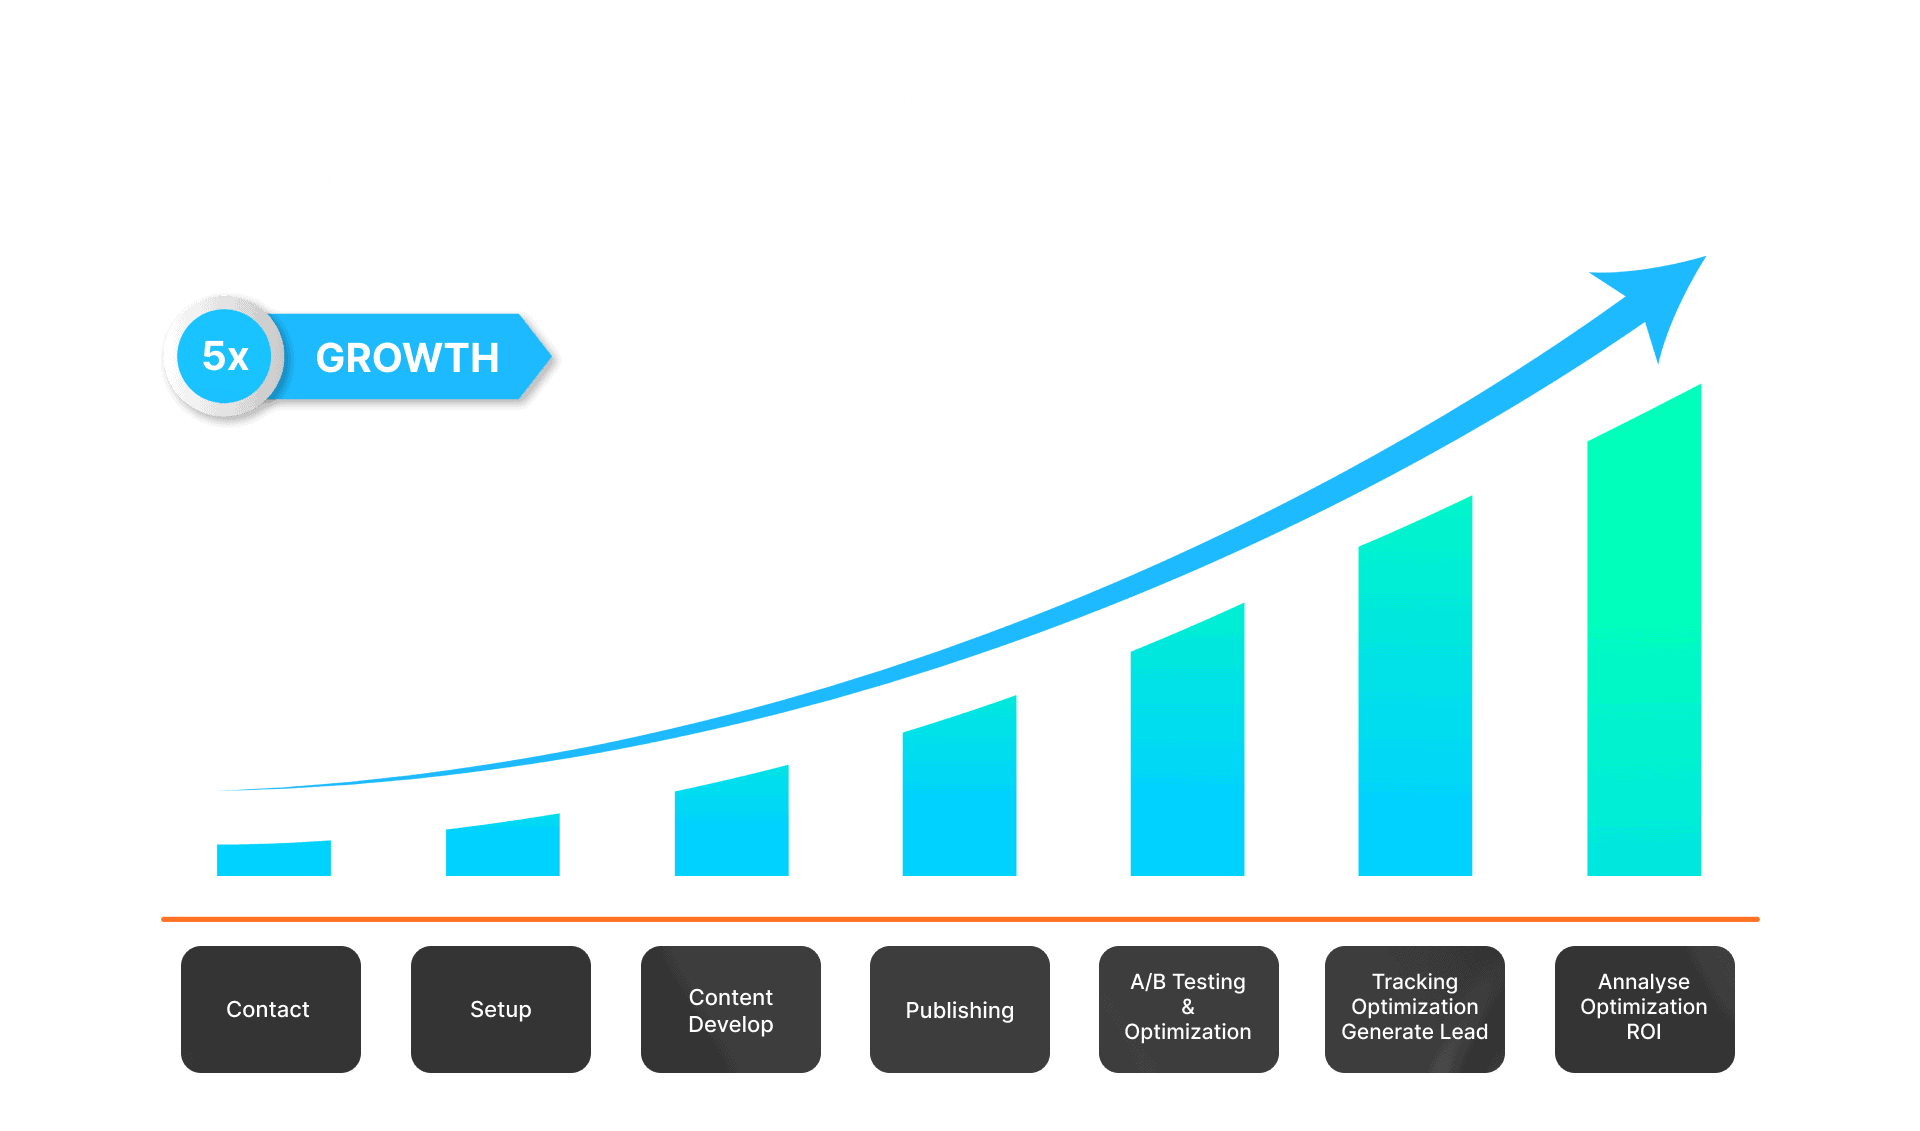 5x
GROWTH
Contact
Setup
Content
Develop
Publishing
A/B Testing
&
Optimization
Tracking
Optimization
Generate Lead
Annalyse
Optimization
ROI